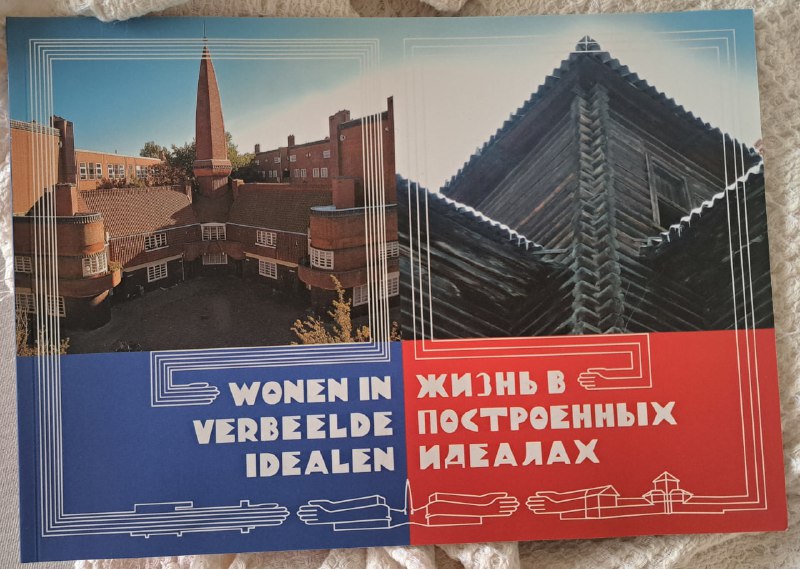 WONEN IN
VERBEELDE
IDEALEN
ЖИЗНЬ В
ПОСТРОЕННЫХ
ИДЕАЛАХ